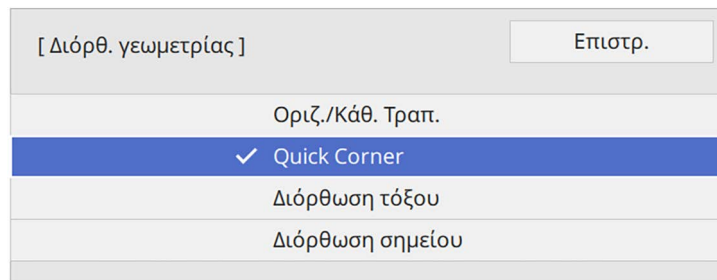 [ Διόρθ. γεωμετρίας ]
Επιστρ.
Οριζ./Κάθ. Τραπ.
Quick Corner
Διόρθωση τόξου
Διόρθωση σημείου